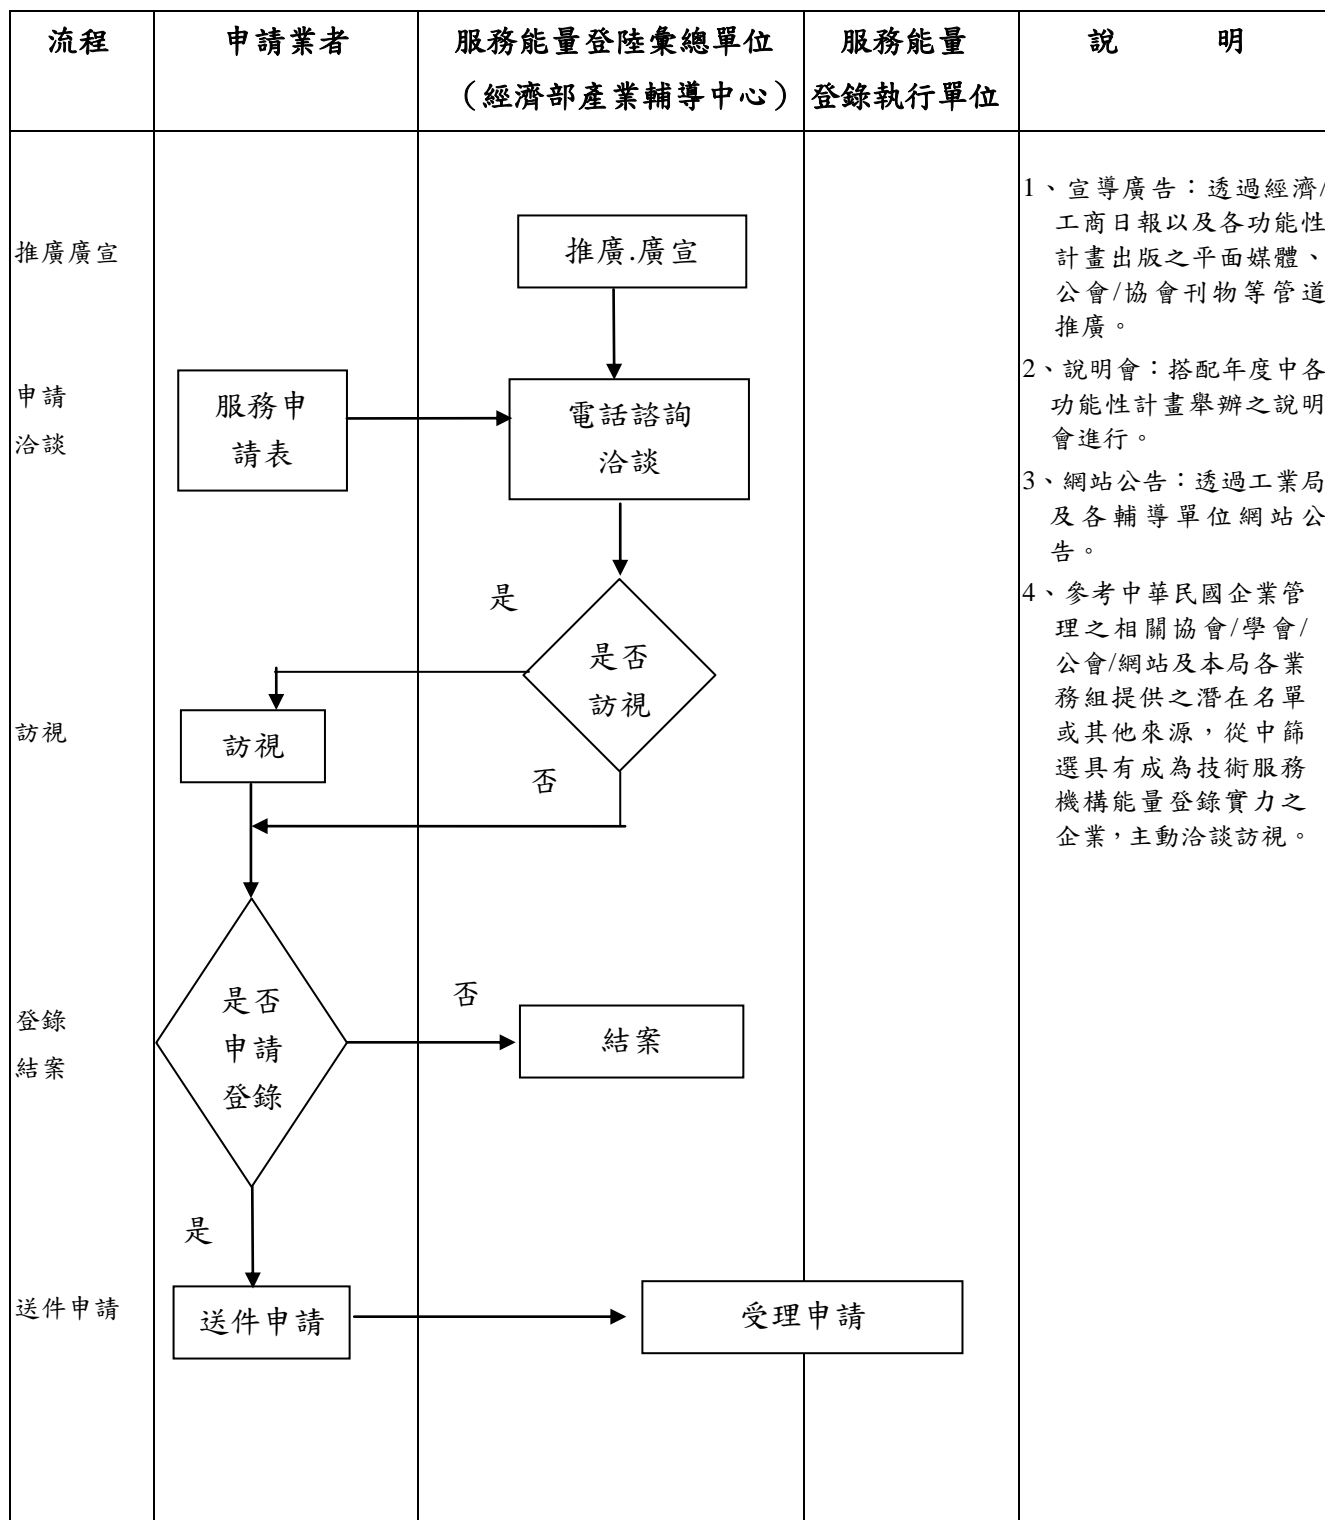 流程
申請業者
服務能量登陸彙總單位
（經濟部產業輔導中心）
服務能量
登錄執行單位
說 明
推廣廣宣
推廣.廣宣
申請
洽談
服務申
請表
電話諮詢
洽談
是
是否
訪視
訪視
訪視
否
登錄
結案
是否
申請
登錄
否
結案
是
送件申請
送件申請
受理申請
1、宣導廣告：透過經濟/
工商日報以及各功能性
計畫出版之平面媒體、
公會/協會刊物等管道
推廣。
2、說明會：搭配年度中各
功能性計畫舉辦之說明
會進行。
3、網站公告：透過工業局
及各輔導單位網站公
告。
4、參考中華民國企業管
理之相關協會/學會/
公會/網站及本局各業
務組提供之潛在名單
或其他來源，從中篩
選具有成為技術服務
機構能量登錄實力之
企業，主動洽談訪視。